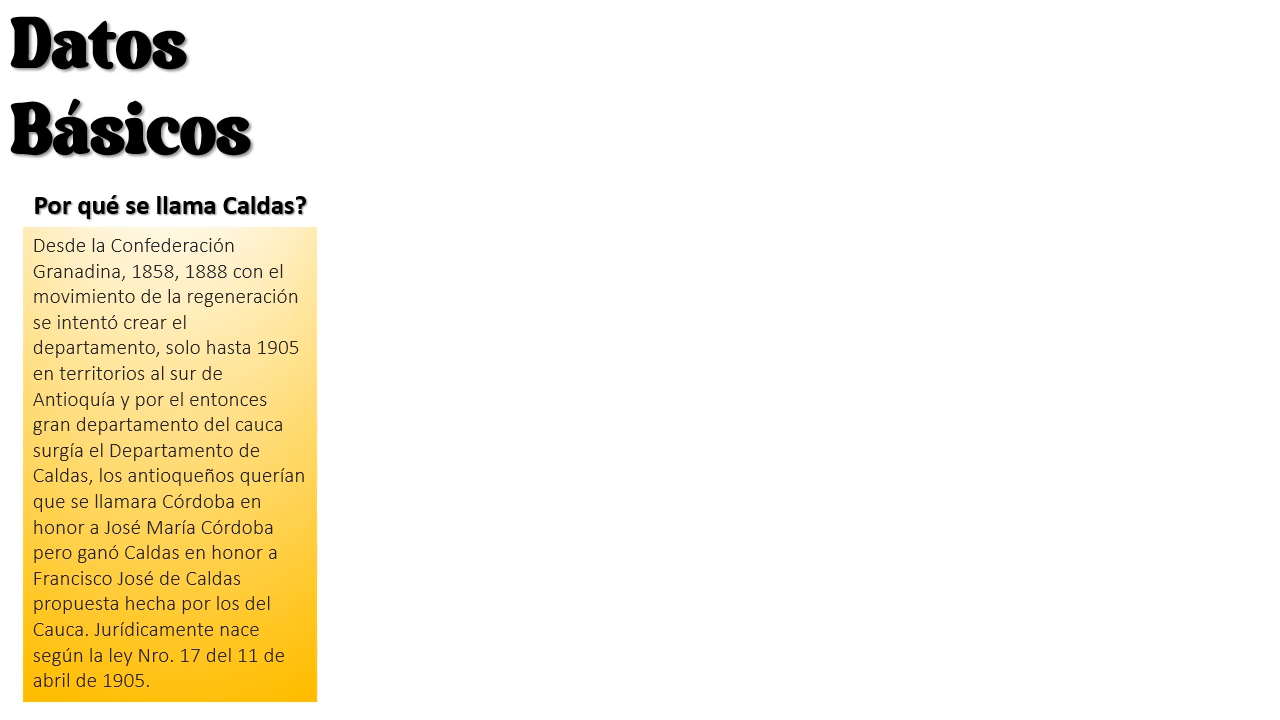 Datos
Básicos
Por qué se llama Caldas?
Desde la Confederación
Granadina, 1858, 1888 con el
movimiento de la regeneración
se intentó crear el
departamento, solo hasta 1905
en territorios al sur de
Antioquía y por el entonces
gran departamento del cauca
surgía el Departamento de
Caldas, los antioqueños querían
que se llamara Córdoba en
honor a José María Córdoba
pero ganó Caldas en honor a
Francisco José de Caldas
propuesta hecha por los del
Cauca. Jurídicamente nace
según la ley Nro. 17 del 11 de
abril de 1905.